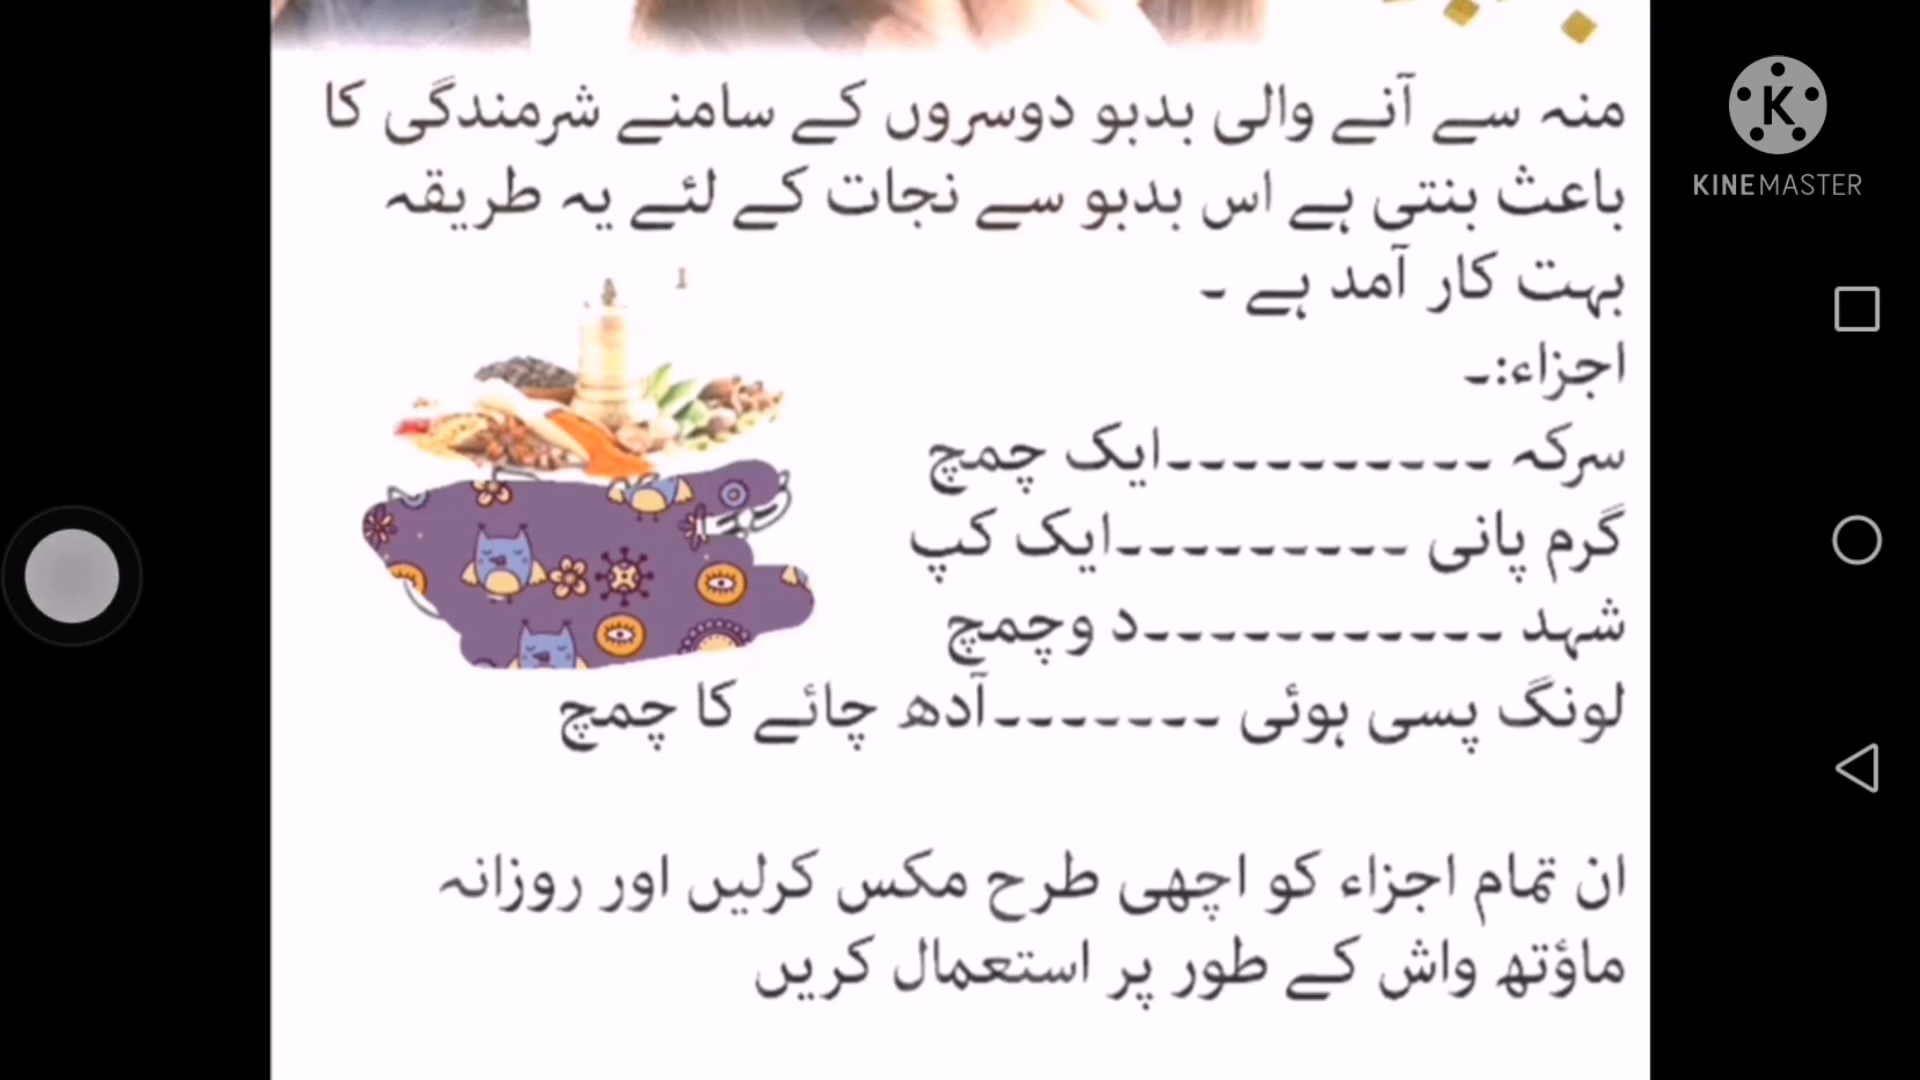 منہ سے آنے والی بدبو دوسروں کے سامنے شرمندگی کا
باعث بنتی ہے اس بدبو سے نجات کے لئے یہ طریقہ
بہت کار آمد ہے ۔
اجزاء:۔
سرکہ ۔۔۔۔۔۔۔۔۔۔۔۔ایک چمچ
گرم پانی ۔۔۔۔۔۔۔۔۔۔۔ایک کپ
شہد ۔۔۔۔۔۔۔۔۔۔۔۔۔۔د وچمچ
لونگ پسی ہوئی ۔۔۔۔۔۔۔۔آدھ چائے کا چمچ
ان تمام اجزاء کو اچھی طرح مکس کرلیں اور روزانہ
ماؤتھ واش کے طور پر استعمال کریں
K
KINEMASTER